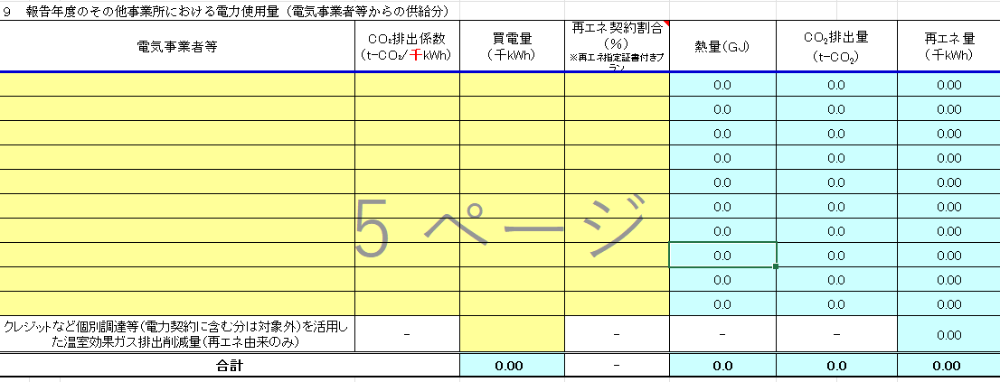 9 報告年度のその他事業所における電力使用量（電気事業者等からの供給分）
電気事業者等 CO₂排出係数 (t-CO₂/千kWh) 買電量 (千kWh) 再エネ契約割合 (％) ※再エネ指定証書付きプラン 熱量(GJ) CO₂排出量 (t-CO₂) 再エネ量 (千kWh)
0.0 0.0 0.00
0.0 0.0 0.00
0.0 0.0 0.00
0.0 0.0 0.00
0.0 0.0 0.00
0.0 0.0 0.00
0.0 0.0 0.00
0.0 0.0 0.00
0.0 0.0 0.00
0.0 0.0 0.00
5 ページ
クレジットなど個別調達等(電力契約に含む分は対象外)を活用し
た温室効果ガス排出削減量(再エネ由来のみ) - - - - 0.00
合計 0.00 - 0.0 0.0 0.00